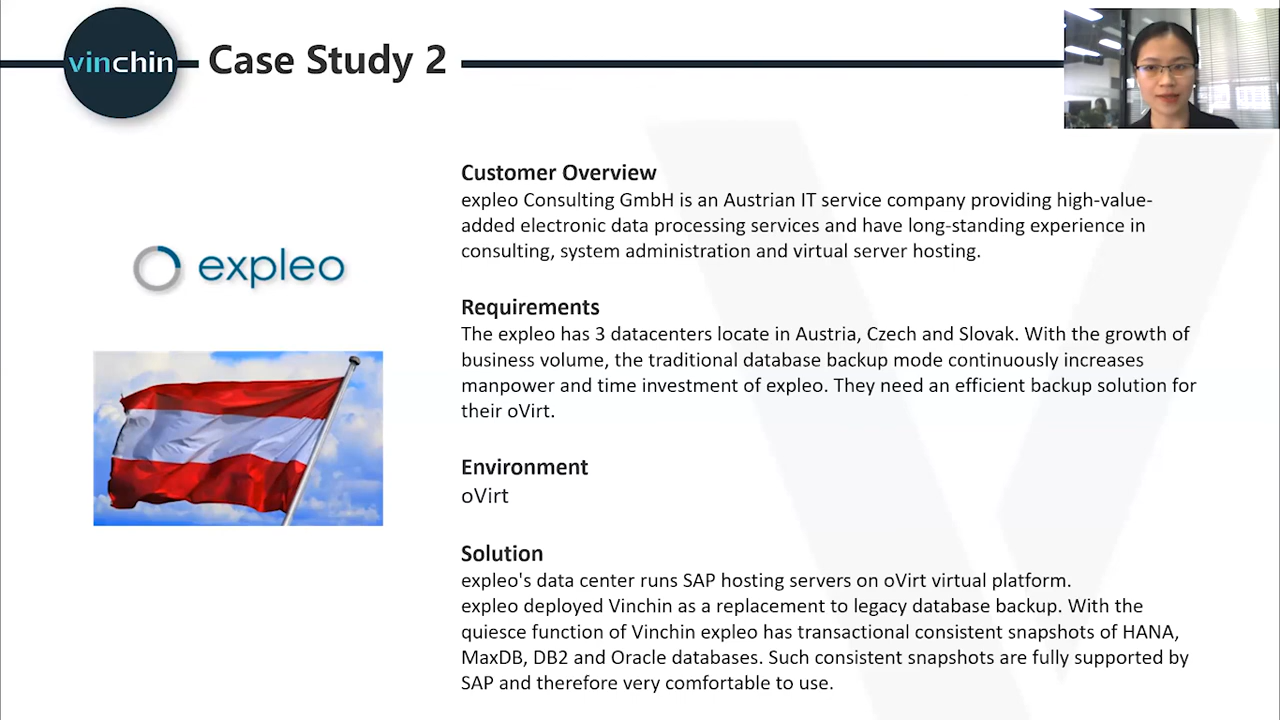 vinchin
Case Study 2
Customer Overview
expleo Consulting GmbH is an Austrian IT service company providing high-value-
added electronic data processing services and have long-standing experience in
consulting, system administration and virtual server hosting.
expleo
Requirements
The expleo has 3 datacenters locate in Austria, Czech and Slovak. With the growth of
business volume, the traditional database backup mode continuously increases
manpower and time investment of expleo. They need an efficient backup solution for
their oVirt.
Environment
oVirt
Solution
expleo's data center runs SAP hosting servers on oVirt virtual platform.
expleo deployed Vinchin as a replacement to legacy database backup. With the
quiesce function of Vinchin expleo has transactional consistent snapshots of HANA,
MaxDB, DB2 and Oracle databases. Such consistent snapshots are fully supported by
SAP and therefore very comfortable to use.